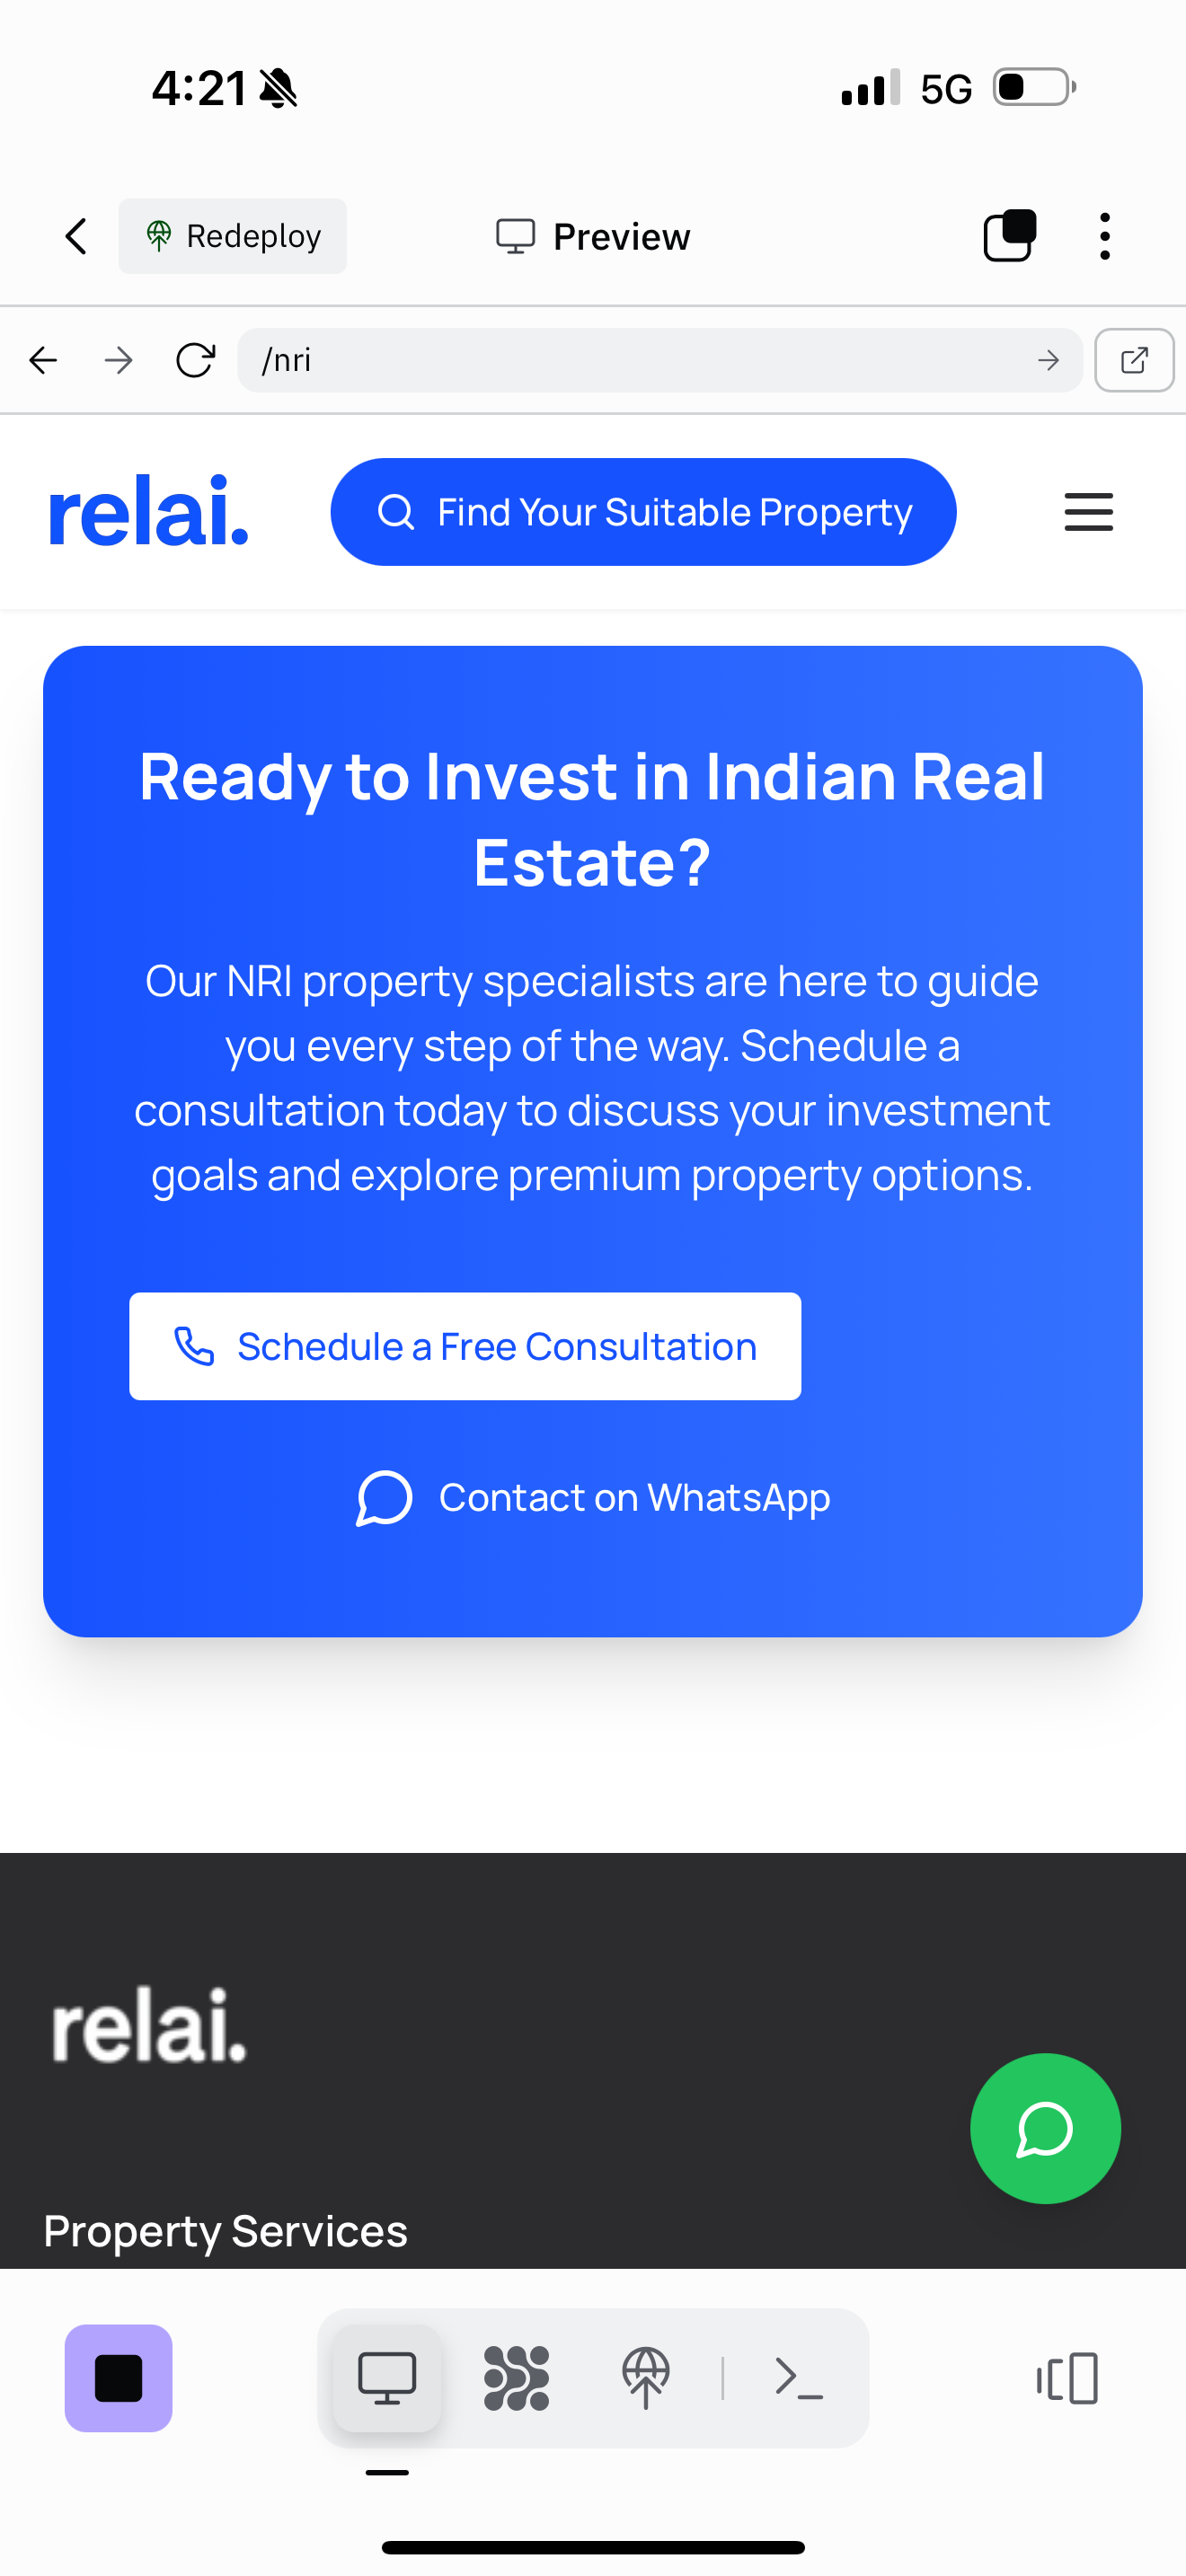 4:21
5G
Redeploy
Preview
/nri
relai.
Find Your Suitable Property
Ready to Invest in Indian Real
Estate?
Our NRI property specialists are here to guide
you every step of the way. Schedule a
consultation today to discuss your investment
goals and explore premium property options.
Schedule a Free Consultation
Contact on WhatsApp
relai.
Property Services